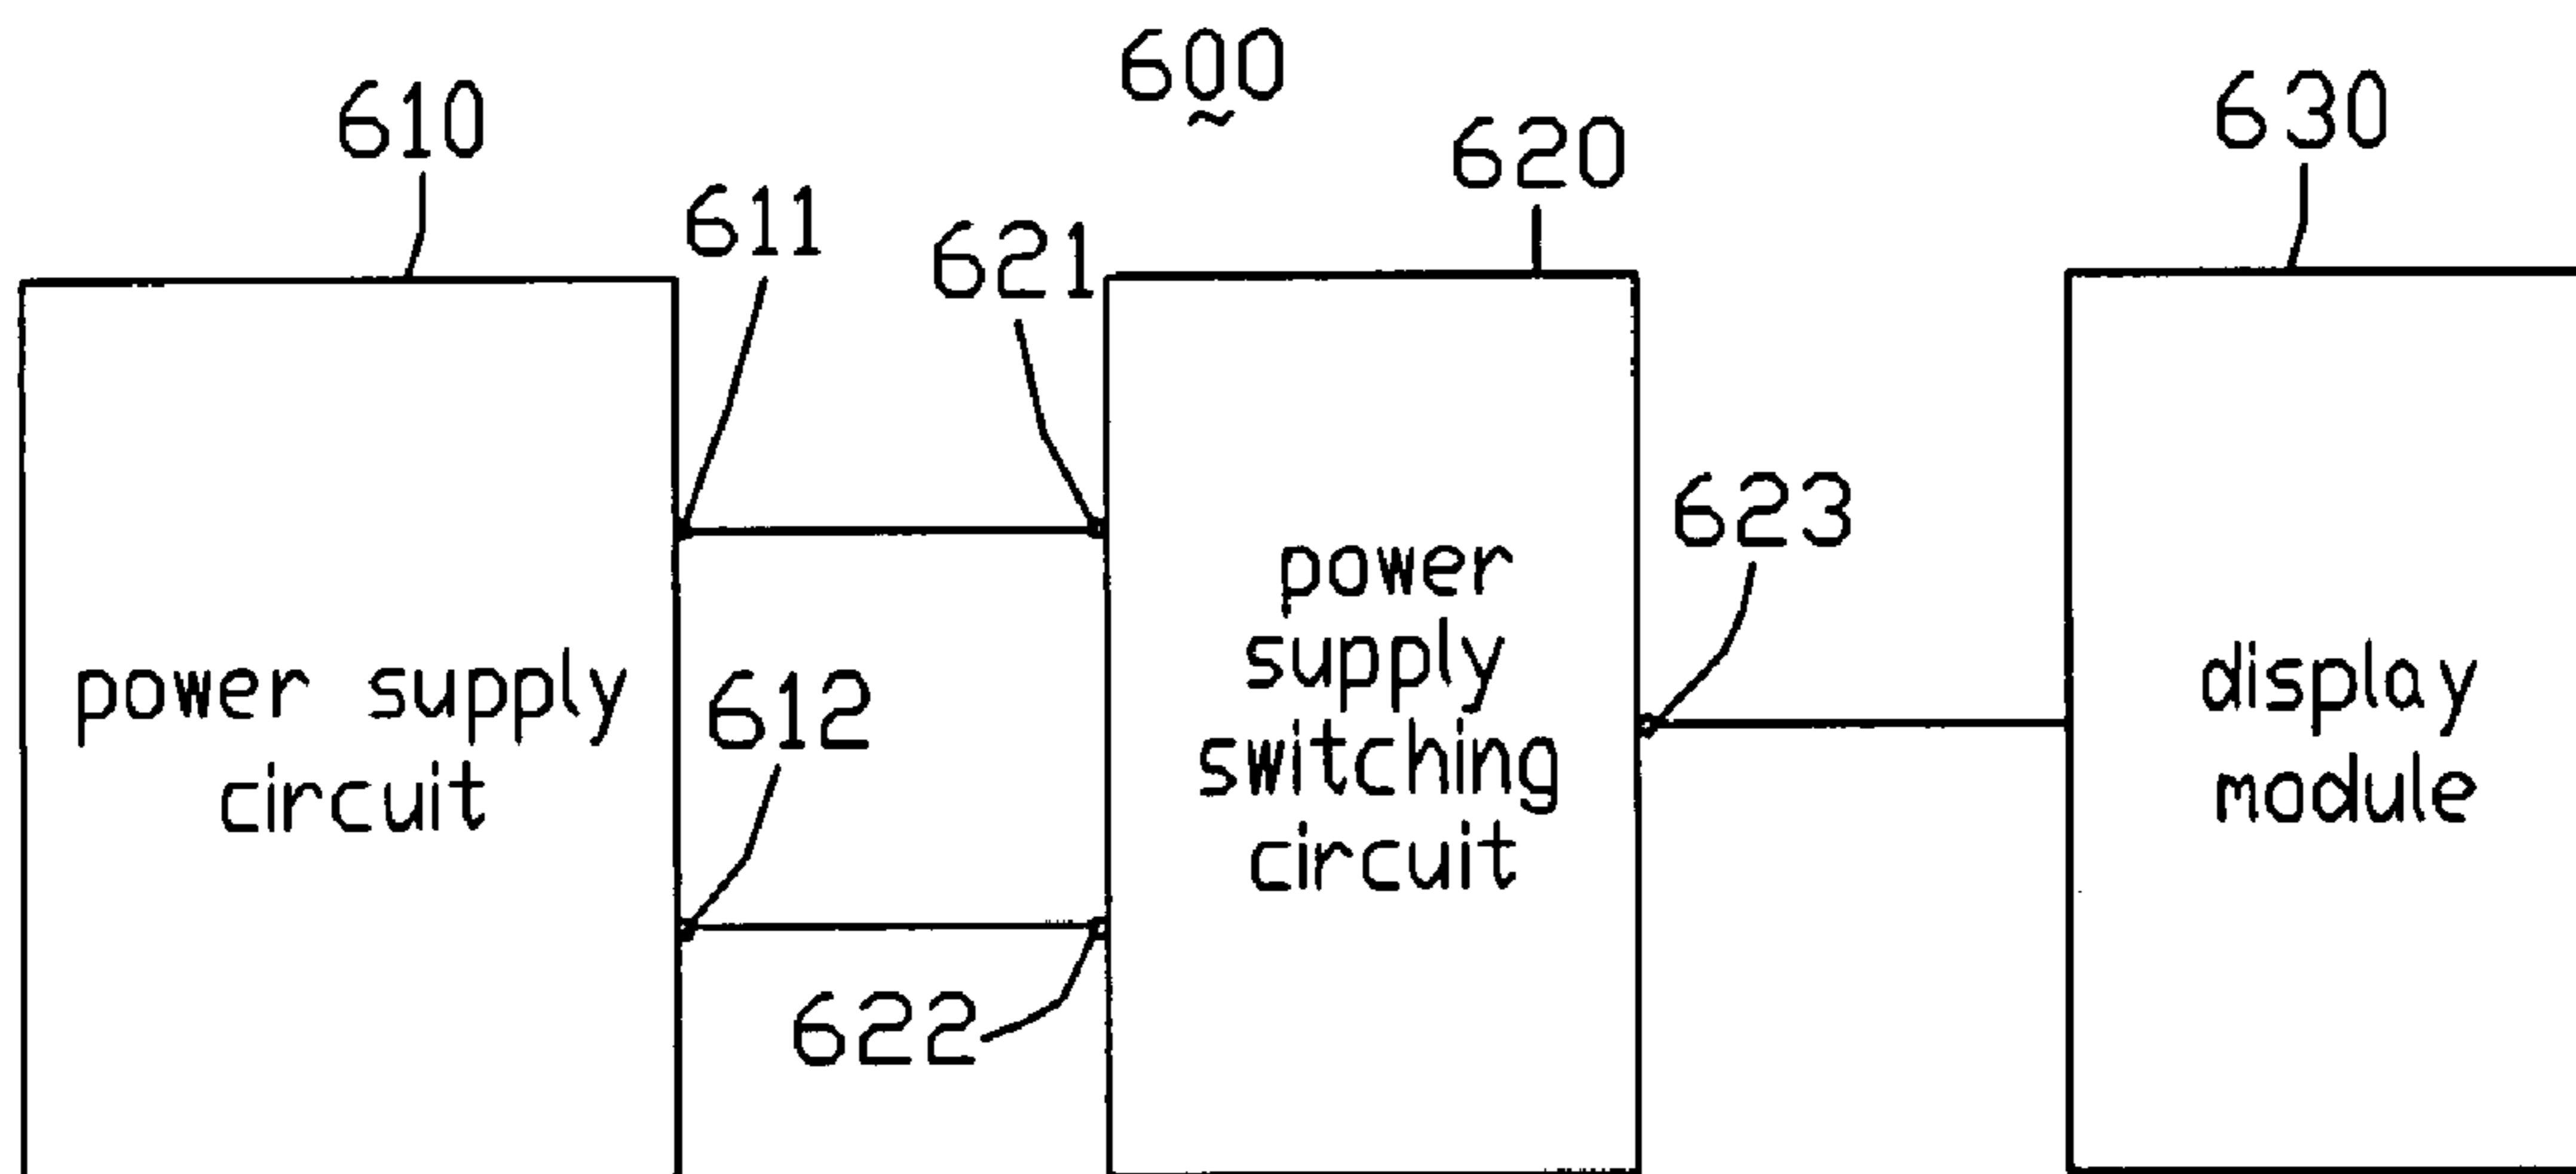 600
610
620
630
611
621
623
power supply
circuit
612
622
power
supply
switching
circuit
display
module